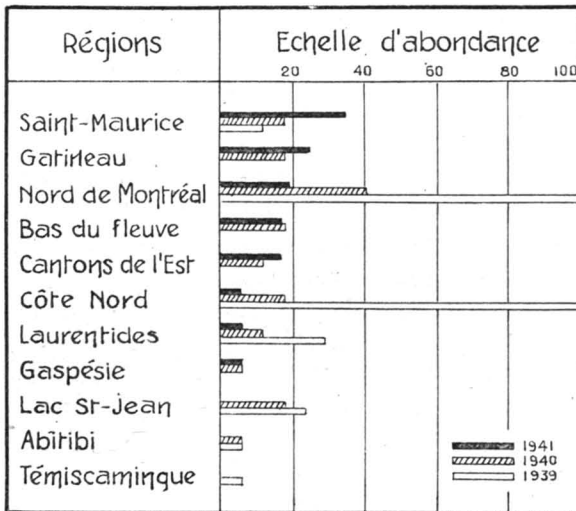 Régions
Echelle d'abondance
20 40 60 80 100
Saint-Maurice
Gatineau
Nord de Montréal
Bas du fleuve
Cantons de l'Est
Côte Nord
Laurentides
Gaspésie
Lac St-Jean
Abitibi
Témiscamingue
1941
1940
1939